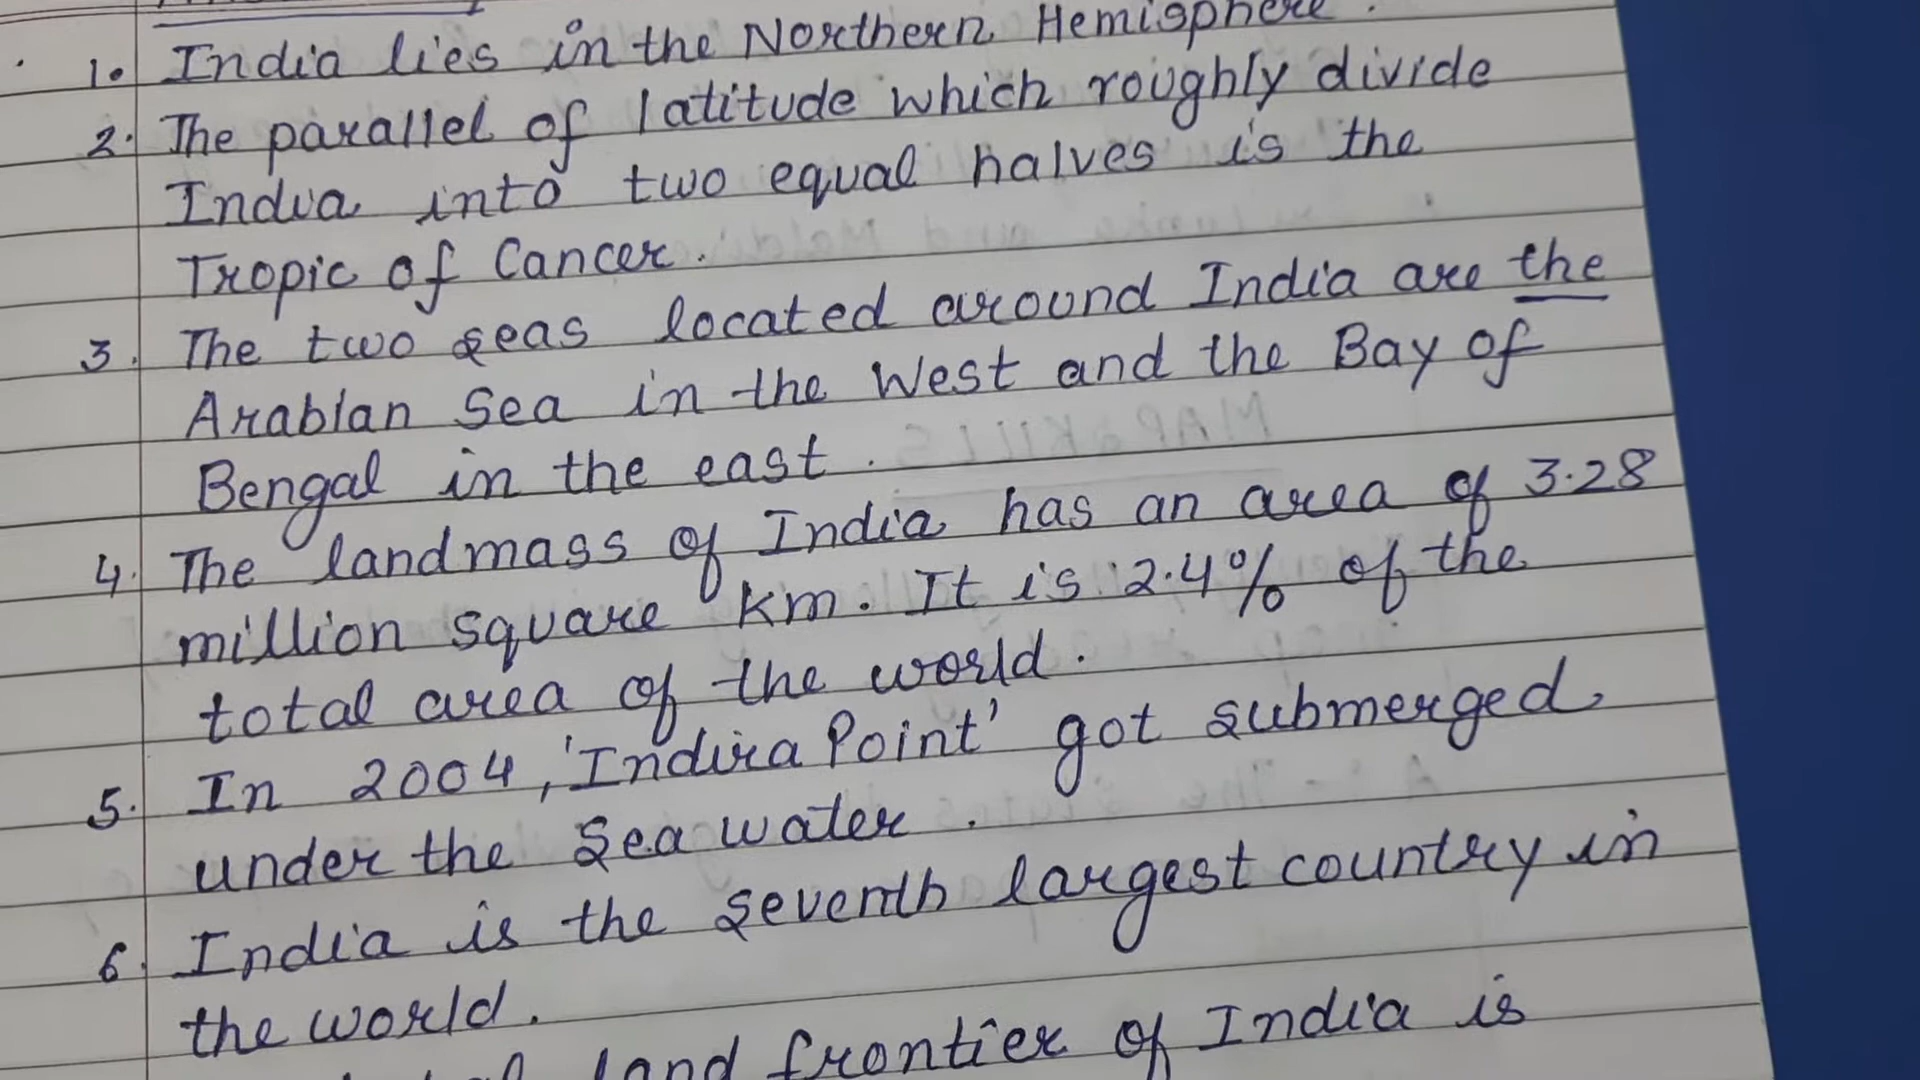 1. India lies in the Northern Hemisphere.
2. The parallel of latitude which roughly divide
India into two equal halves is the
Tropic of Cancer.
3. The two seas located around India are the
Arabian Sea in the West and the Bay of
Bengal in the east.
4. The landmass of India has an area of 3.28
million square km. It is 2.4% of the
total area of the world.
5. In 2004, 'Indira Point' got submerged
under the Sea water.
6. India is the seventh largest country in
the world.
land frontier of India is